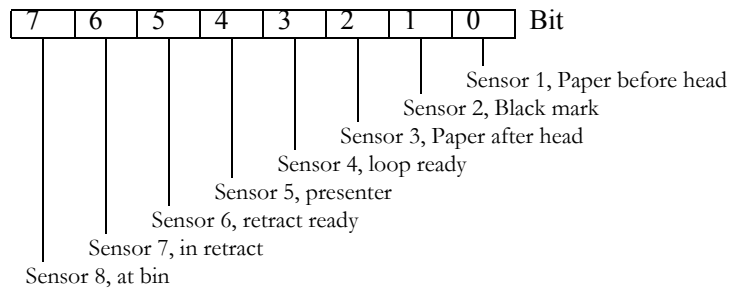 7 6 5 4 3 2 1 0 Bit
Sensor 1, Paper before head
Sensor 2, Black mark
Sensor 3, Paper after head
Sensor 4, loop ready
Sensor 5, presenter
Sensor 6, retract ready
Sensor 7, in retract
Sensor 8, at bin